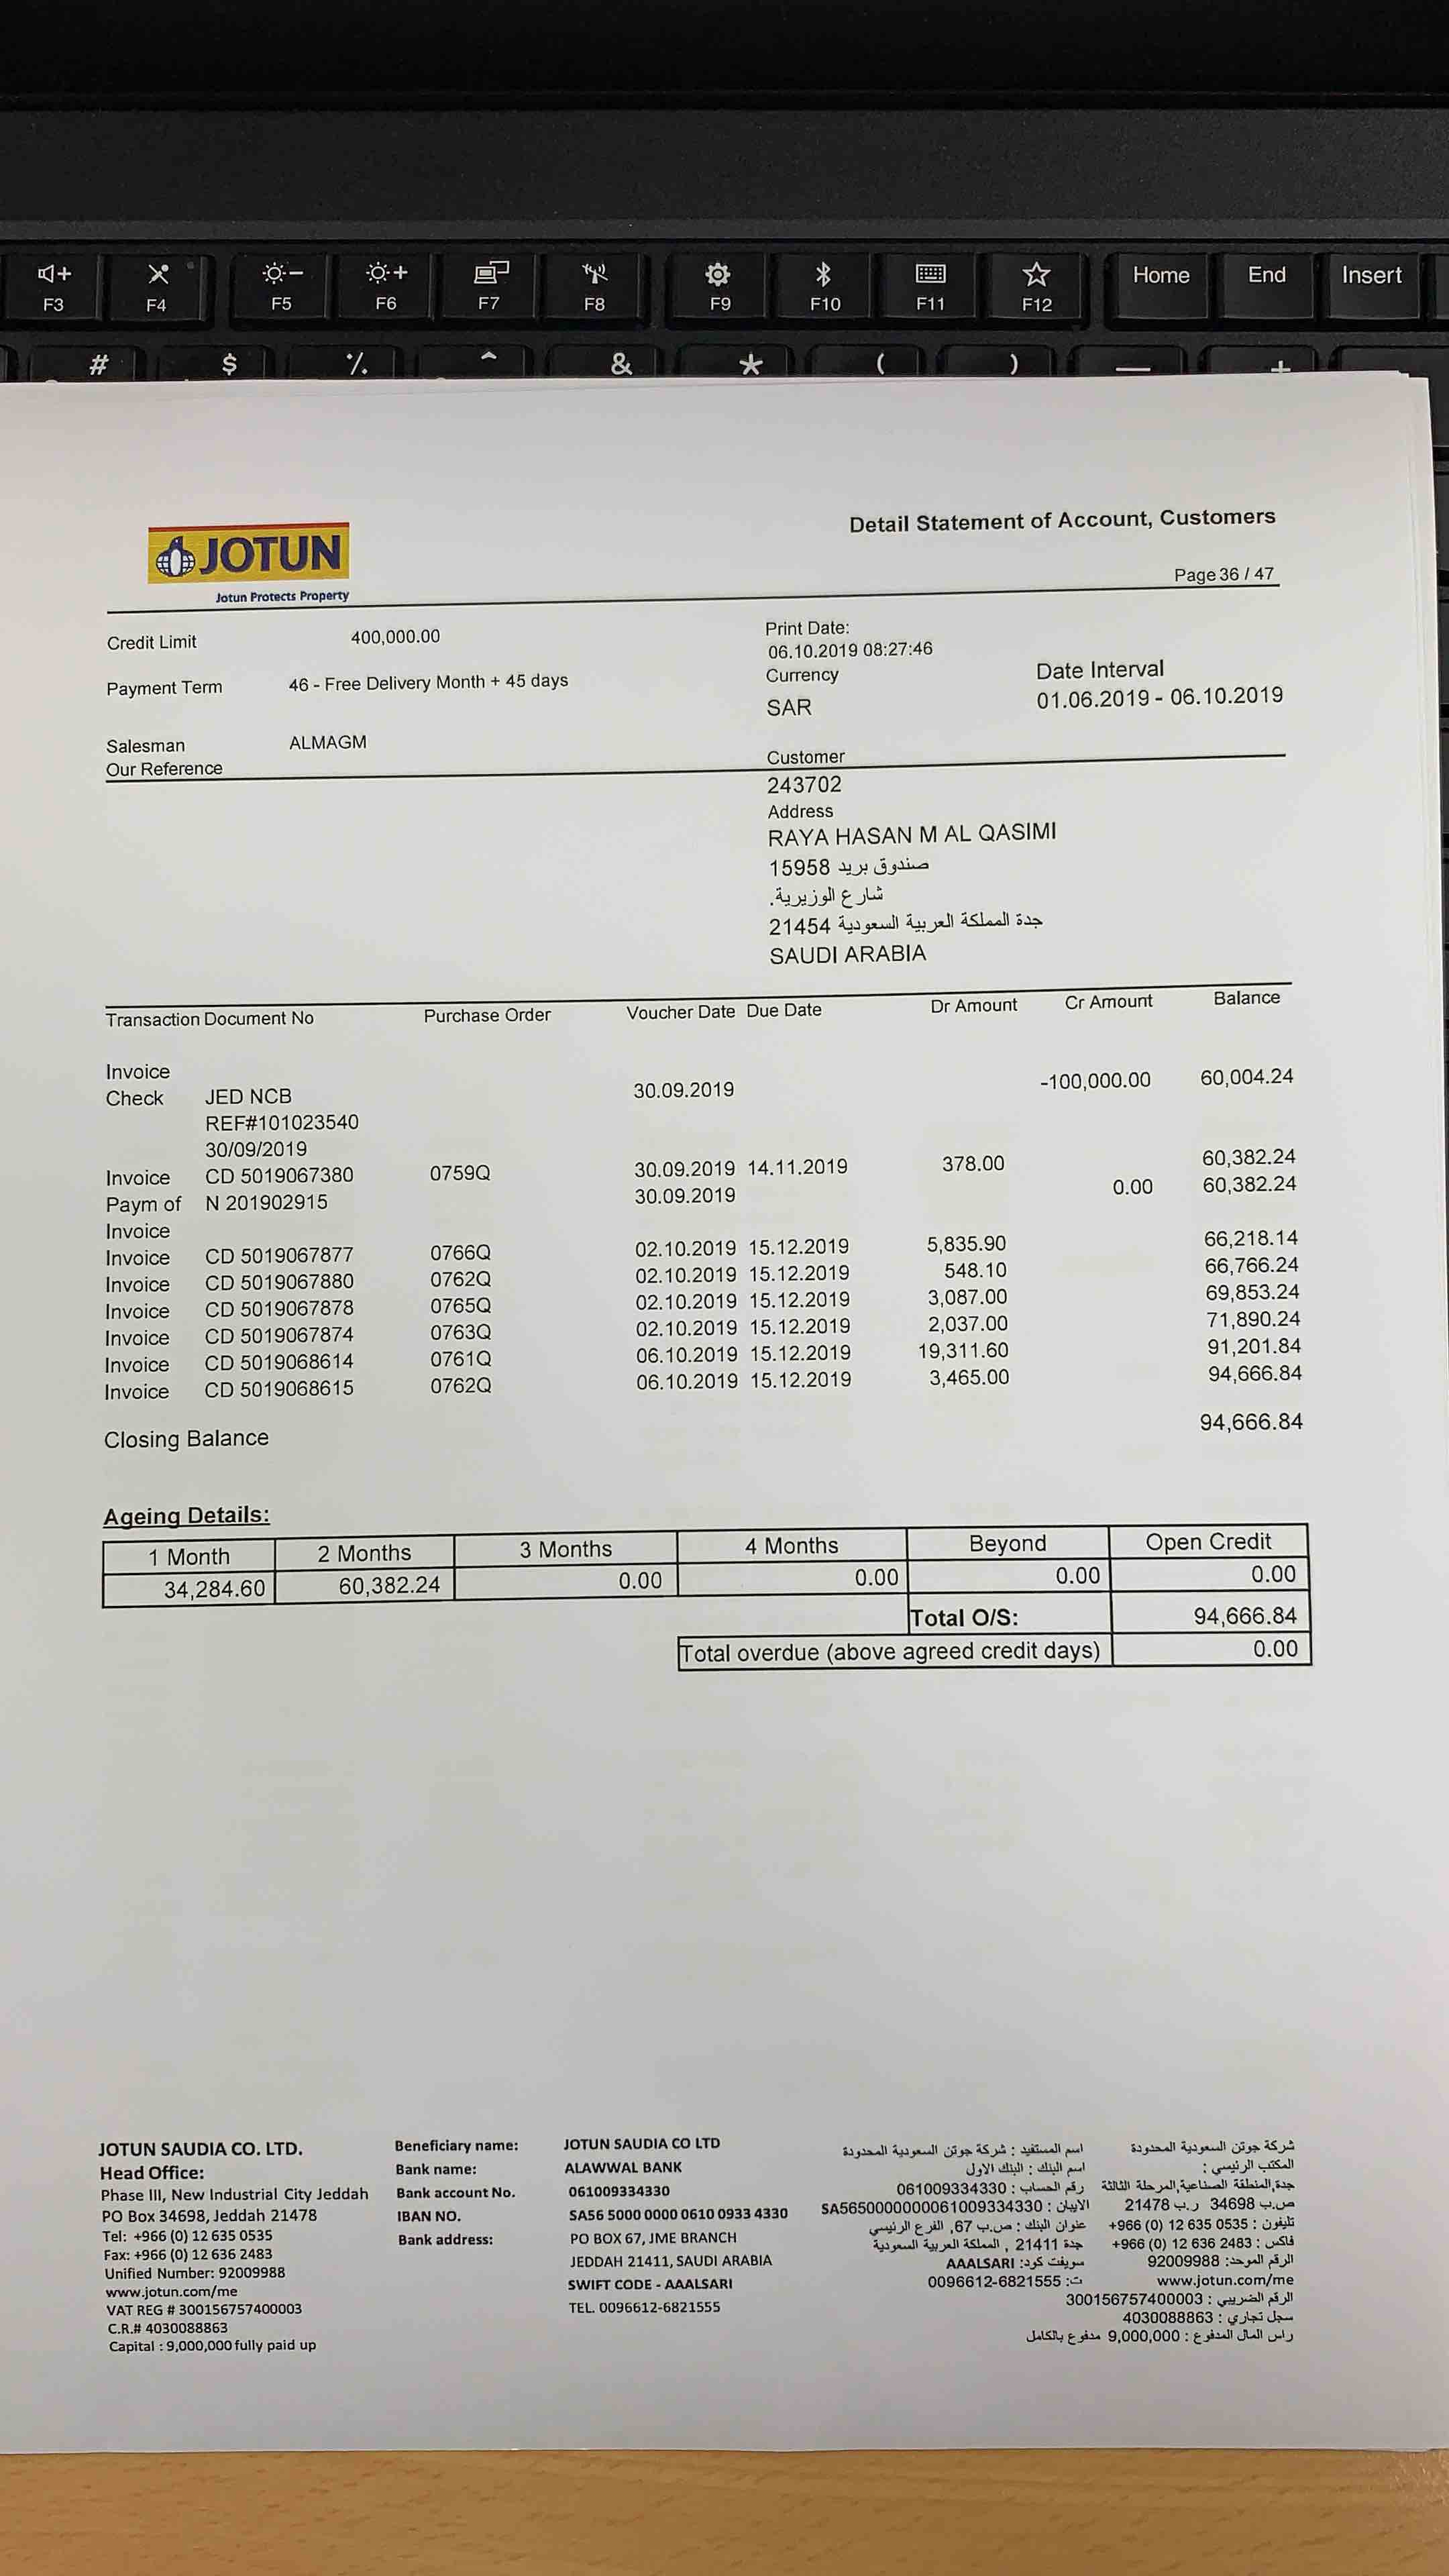 F3 F4 F5 F6 F7 F8 F9 F10 F11 F12 Home End Insert
# $ % ^ & * ( ) — +
JOTUN
Jotun Protects Property
Detail Statement of Account, Customers
Page 36 / 47
Credit Limit 400,000.00
Payment Term 46 - Free Delivery Month + 45 days
Salesman ALMAGM
Our Reference
Print Date:
06.10.2019 08:27:46
Currency
SAR
Date Interval
01.06.2019 - 06.10.2019
Customer
243702
Address
RAYA HASAN M AL QASIMI
صندوق بريد 15958
شارع الوزيرية.
جدة المملكة العربية السعودية 21454
SAUDI ARABIA
Transaction Document No Purchase Order Voucher Date Due Date Dr Amount Cr Amount Balance
Invoice
Check JED NCB 30.09.2019 -100,000.00 60,004.24
REF#101023540
30/09/2019
Invoice CD 5019067380 0759Q 30.09.2019 14.11.2019 378.00 60,382.24
Paym of N 201902915 30.09.2019 0.00 60,382.24
Invoice
Invoice CD 5019067877 0766Q 02.10.2019 15.12.2019 5,835.90 66,218.14
Invoice CD 5019067880 0762Q 02.10.2019 15.12.2019 548.10 66,766.24
Invoice CD 5019067878 0765Q 02.10.2019 15.12.2019 3,087.00 69,853.24
Invoice CD 5019067874 0763Q 02.10.2019 15.12.2019 2,037.00 71,890.24
Invoice CD 5019068614 0761Q 06.10.2019 15.12.2019 19,311.60 91,201.84
Invoice CD 5019068615 0762Q 06.10.2019 15.12.2019 3,465.00 94,666.84
Closing Balance 94,666.84
Ageing Details:
1 Month 2 Months 3 Months 4 Months Beyond Open Credit
34,284.60 60,382.24 0.00 0.00 0.00 0.00
Total O/S: 94,666.84
Total overdue (above agreed credit days) 0.00
JOTUN SAUDIA CO. LTD.
Head Office:
Phase III, New Industrial City Jeddah
PO Box 34698, Jeddah 21478
Tel: +966 (0) 12 635 0535
Fax: +966 (0) 12 636 2483
Unified Number: 92009988
www.jotun.com/me
VAT REG # 300156757400003
C.R.# 4030088863
Capital : 9,000,000 fully paid up
Beneficiary name: JOTUN SAUDIA CO LTD
Bank name: ALAWWAL BANK
Bank account No. 061009334330
IBAN NO. SA56 5000 0000 0610 0933 4330
Bank address: PO BOX 67, JME BRANCH
JEDDAH 21411, SAUDI ARABIA
SWIFT CODE - AAALSARI
TEL. 0096612-6821555
اسم المستفيد : شركة جوتن السعودية المحدودة
اسم البنك : البنك الاول
رقم الحساب : 061009334330
الايبان : SA5650000000061009334330
عنوان البنك : ص.ب 67, الفرع الرئيسي
جدة 21411 , المملكة العربية السعودية
سويفت كود: AAALSARI
ت: 0096612-6821555
شركة جوتن السعودية المحدودة
المكتب الرئيسي :
جدة,المنطقة الصناعية,المرحلة الثالثة
ص.ب 34698 ر.ب 21478
تليفون : 0535 635 12 (0) 966+
فاكس : 2483 636 12 (0) 966+
الرقم الموحد: 92009988
www.jotun.com/me
الرقم الضريبي : 300156757400003
سجل تجاري : 4030088863
راس المال المدفوع : 9,000,000 مدفوع بالكامل